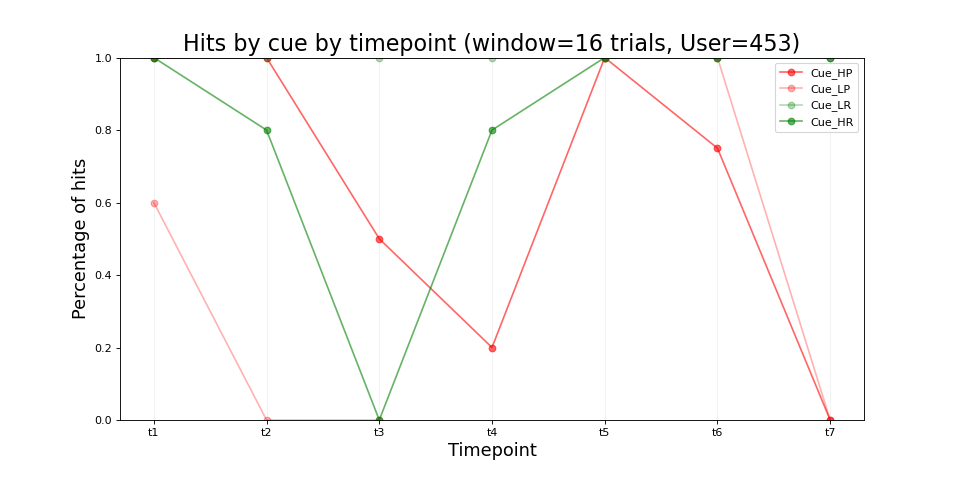 Hits by cue by timepoint (window=16 trials, User=453)
Percentage of hits
1.0
0.8
0.6
0.4
0.2
0.0
Cue_HP
Cue_LP
Cue_LR
Cue_HR
t1 t2 t3 t4 t5 t6 t7
Timepoint